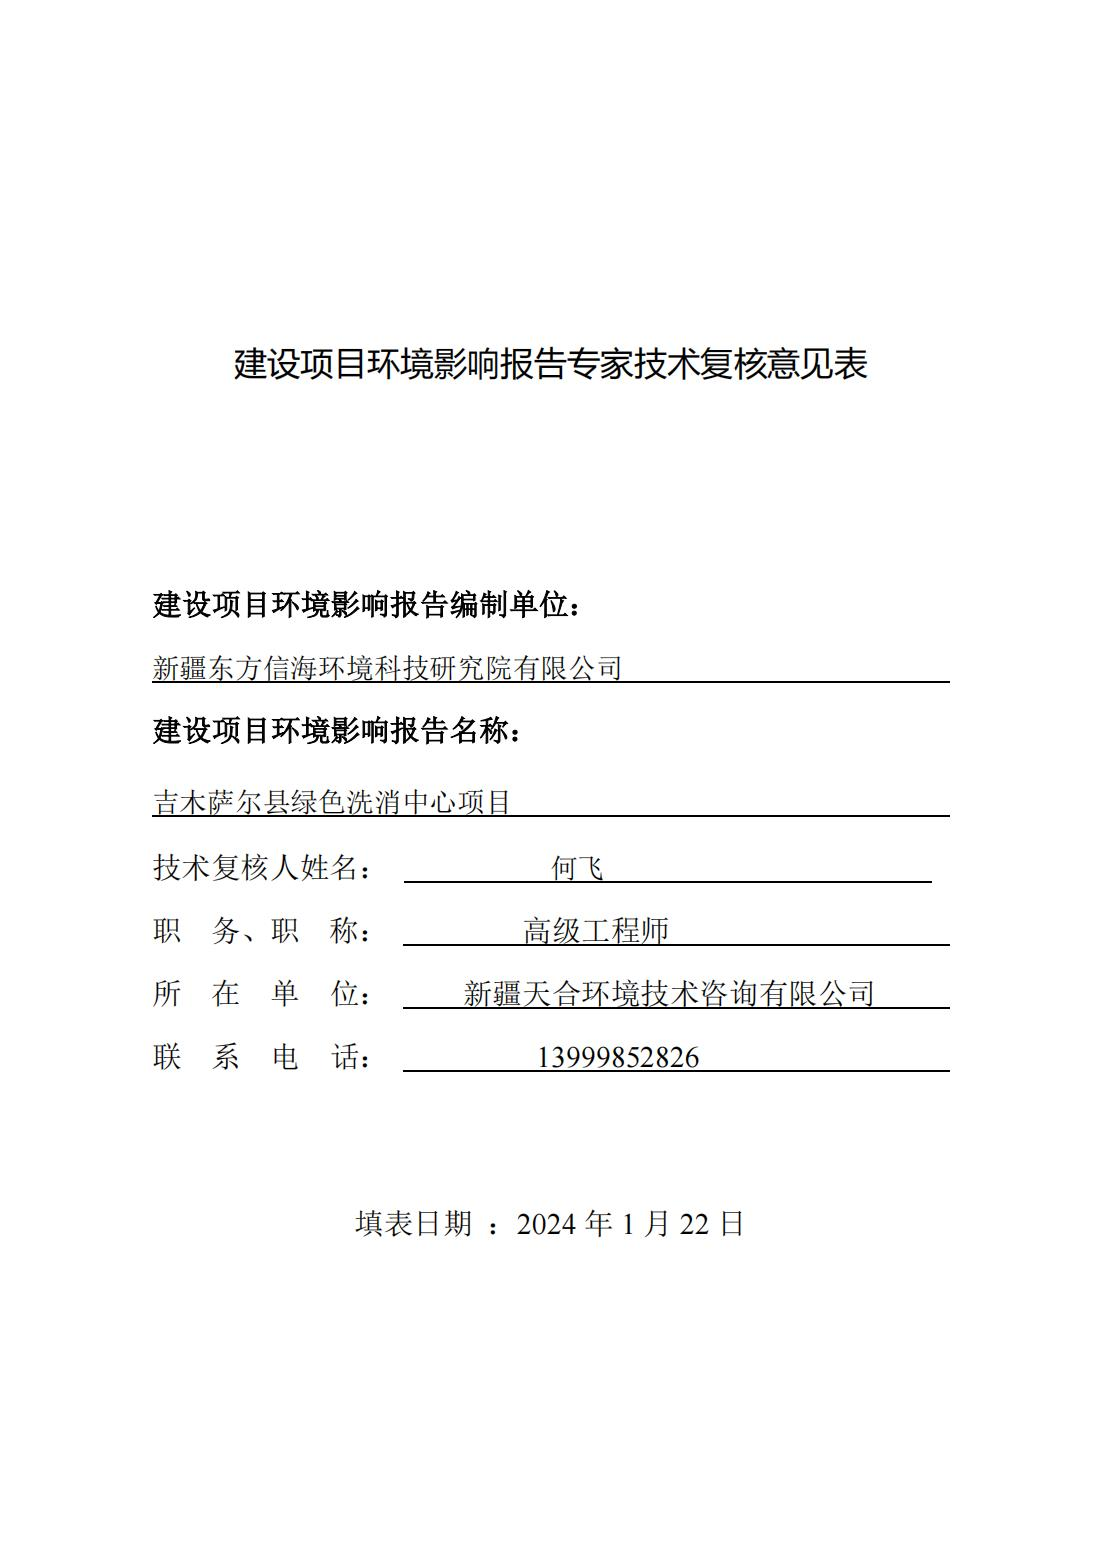 建设项目环境影响报告专家技术复核意见表
建设项目环境影响报告编制单位：
新疆东方信海环境科技研究院有限公司
建设项目环境影响报告名称：
吉木萨尔县绿色洗消中心项目
技术复核人姓名： 何飞
职 务、职 称： 高级工程师
所 在 单 位： 新疆天合环境技术咨询有限公司
联 系 电 话： 13999852826
填表日期 ：2024 年 1 月 22 日